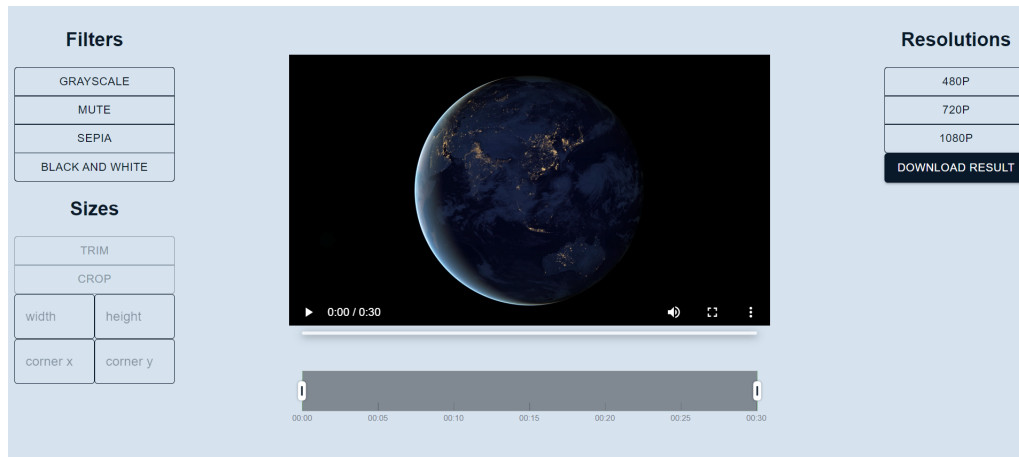 Filters
GRAYSCALE
MUTE
SEPIA
BLACK AND WHITE
Sizes
TRIM
CROP
width height
corner x corner y
0:00 / 0:30
00:00 00:05 00:10 00:15 00:20 00:25 00:30
Resolutions
480P
720P
1080P
DOWNLOAD RESULT